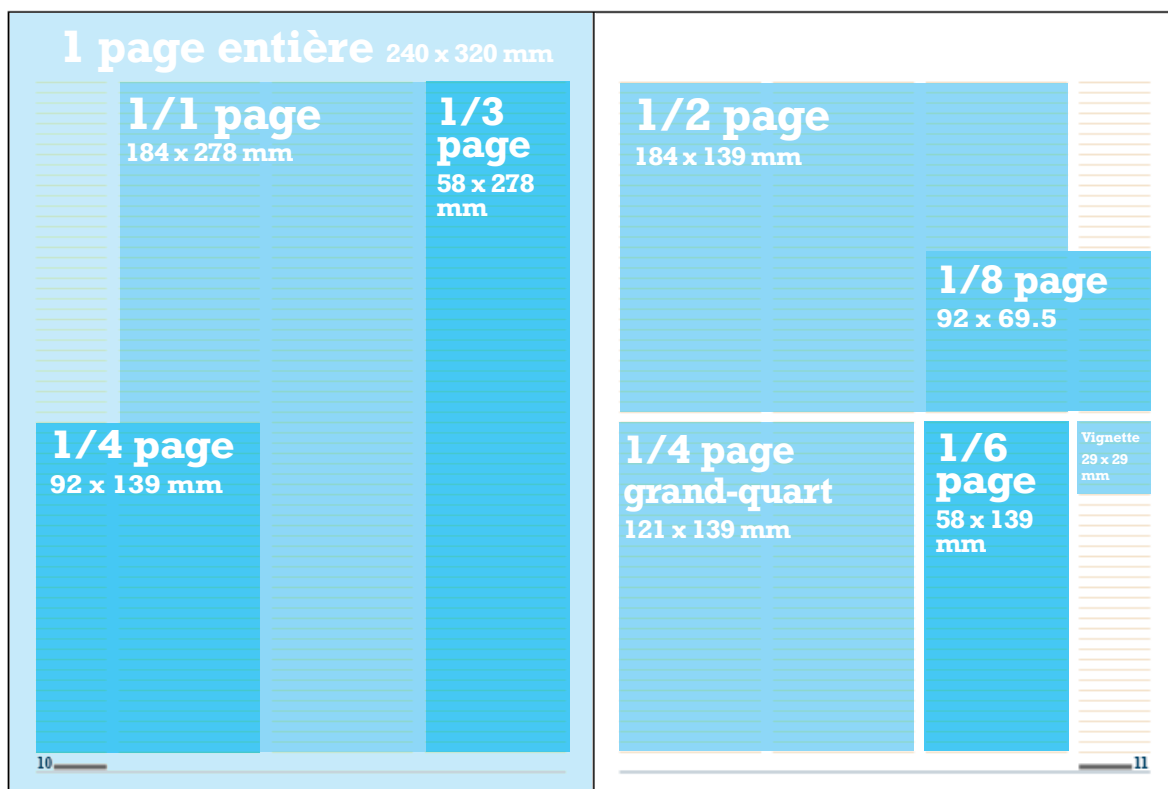 1 page entière 240 x 320 mm
1/1 page
184 x 278 mm
1/3
page
58 x 278
mm
1/4 page
92 x 139 mm
10
1/2 page
184 x 139 mm
1/8 page
92 x 69.5
1/4 page
grand-quart
121 x 139 mm
1/6
page
58 x 139
mm
Vignette
29 x 29
mm
11